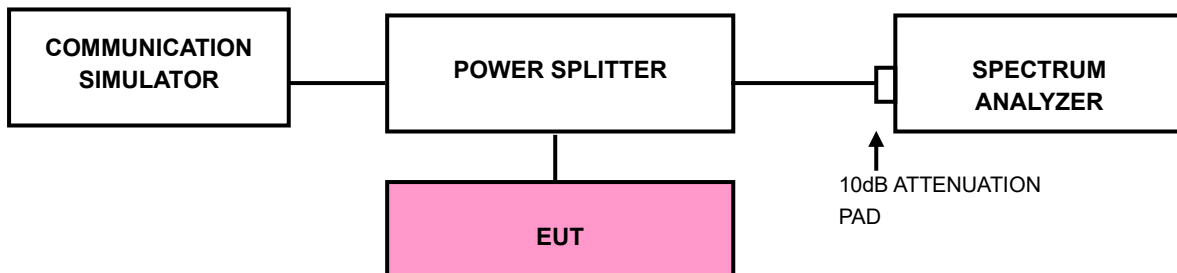 COMMUNICATION
SIMULATOR
POWER SPLITTER
SPECTRUM
ANALYZER
10dB ATTENUATION
PAD
EUT